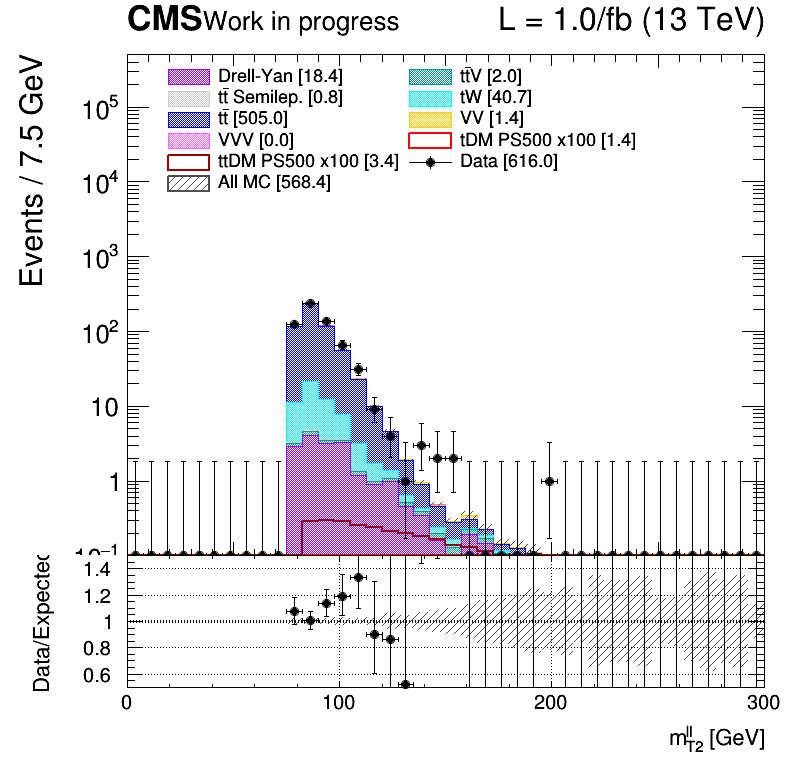 CMS Work in progress L = 1.0/fb (13 TeV)
Drell-Yan [18.4] tt̄V [2.0]
tt̄ Semilep. [0.8] tW [40.7]
tt̄ [505.0] VV [1.4]
VVV [0.0] tDM PS500 x100 [1.4]
ttDM PS500 x100 [3.4] Data [616.0]
All MC [568.4]
Events / 7.5 GeV
10⁵
10⁴
10³
10²
10
1
10⁻¹
Data/Expected
1.4
1.2
1
0.8
0.6
0 100 200 300
m_T2^ll [GeV]